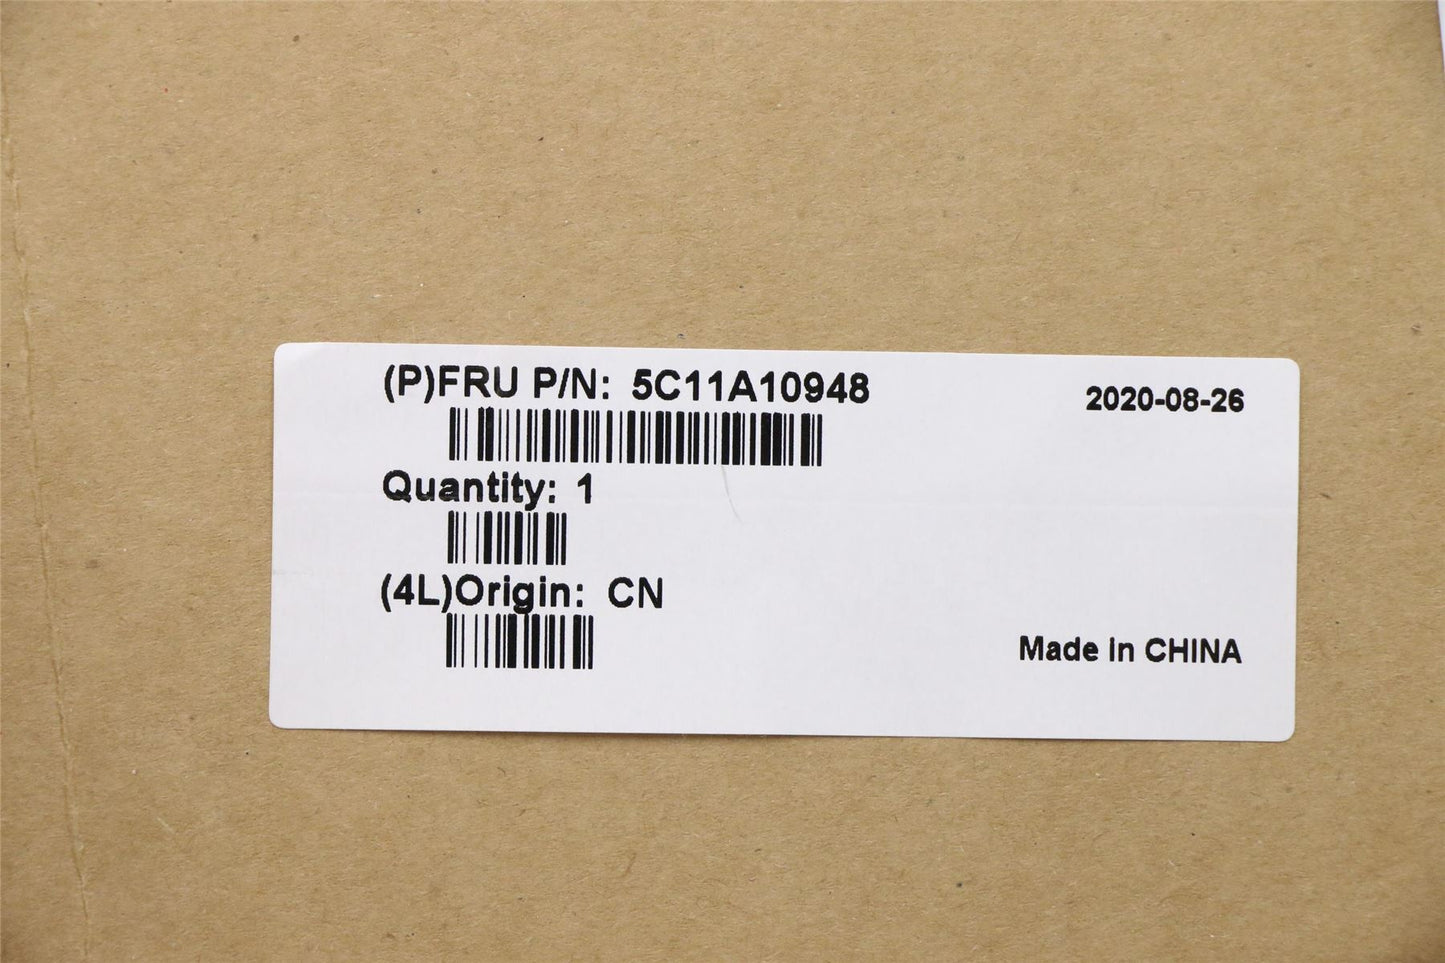 (P)FRU P/N: 5C11A10948
2020-08-26
Quantity: 1
(4L)Origin: CN
Made In CHINA